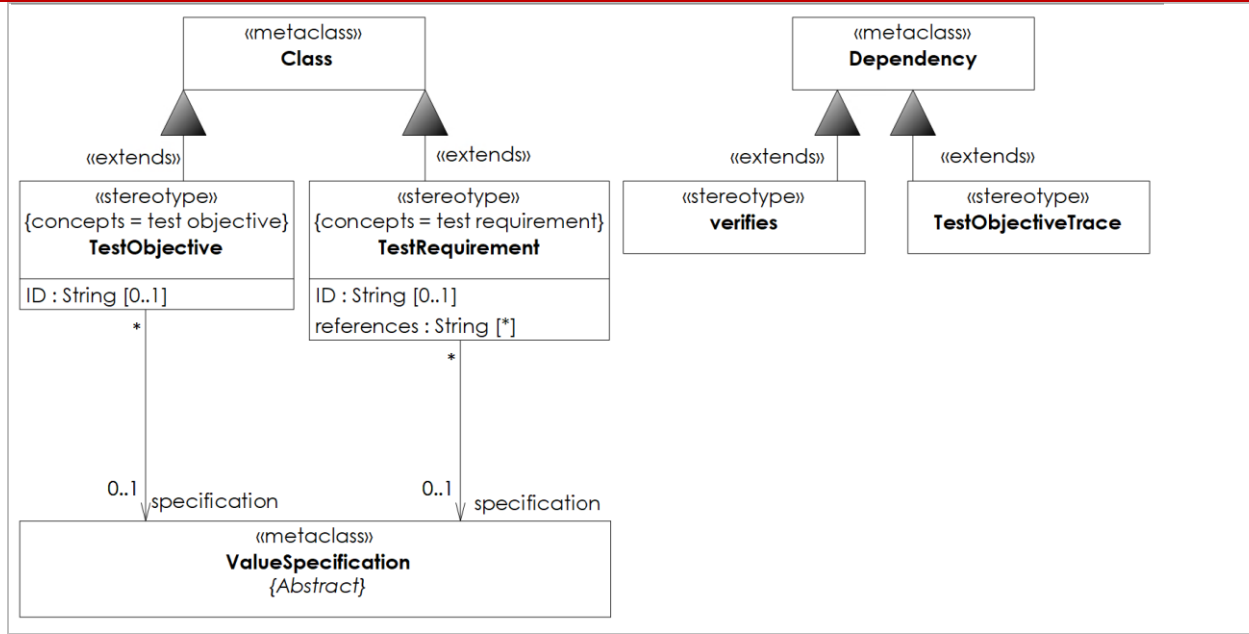 «metaclass»
Class
«metaclass»
Dependency
«extends»
«extends»
«extends»
«extends»
«stereotype»
{concepts = test objective}
TestObjective
ID : String [0..1]
«stereotype»
{concepts = test requirement}
TestRequirement
ID : String [0..1]
references : String [*]
«stereotype»
verifies
«stereotype»
TestObjectiveTrace
*
*
0..1
specification
0..1
specification
«metaclass»
ValueSpecification
{Abstract}